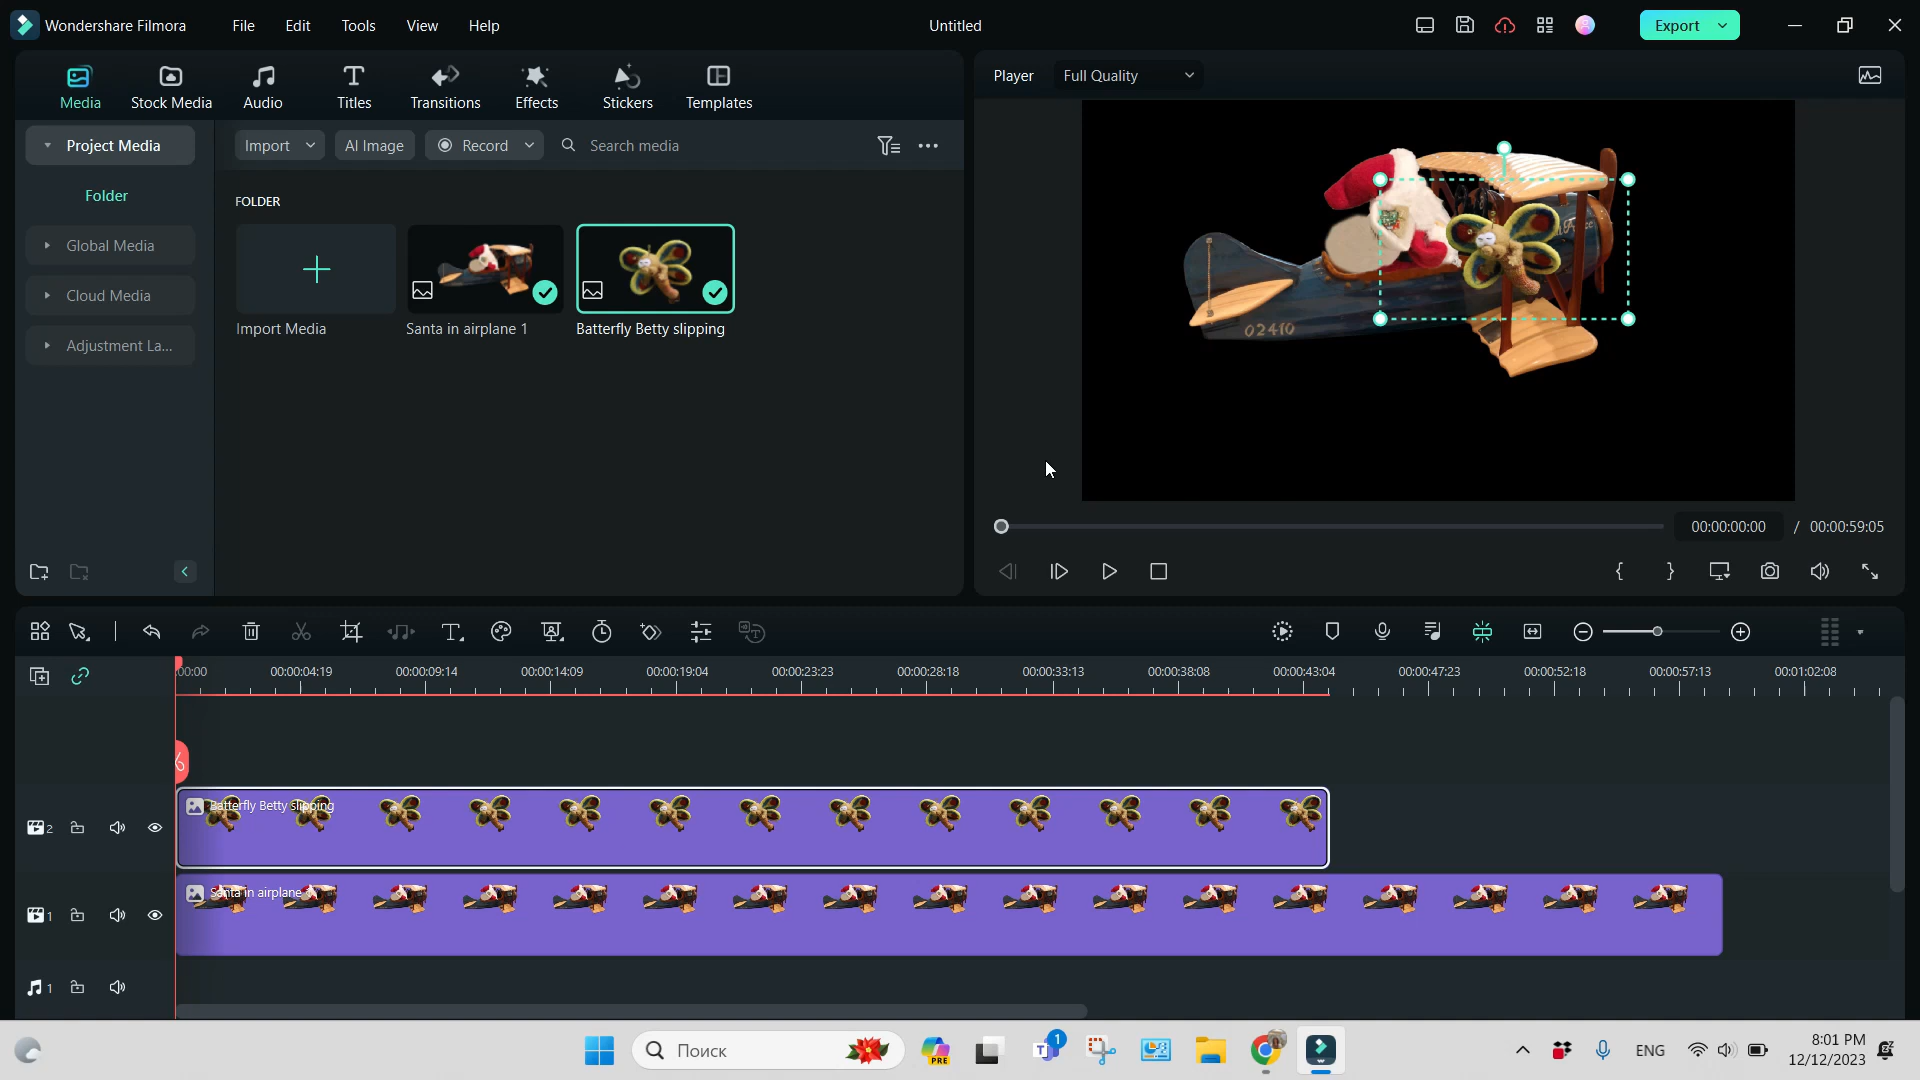 Wondershare Filmora
File
Edit
Tools
View
Help
Untitled
Export
Media
Stock Media
Audio
Titles
Transitions
Effects
Stickers
Templates
Player
Full Quality
Project Media
Import
AI Image
Record
Search media
Folder
FOLDER
Global Media
Cloud Media
Adjustment La...
Import Media
Santa in airplane 1
Batterfly Betty slipping
02410
00:00:00:00
/ 00:00:59:05
:00:00
00:00:04:19
00:00:09:14
00:00:14:09
00:00:19:04
00:00:23:23
00:00:28:18
00:00:33:13
00:00:38:08
00:00:43:04
00:00:47:23
00:00:52:18
00:00:57:13
00:01:02:08
Batterfly Betty slipping
2
Santa in airplane
1
1
Поиск
PRE
1
ENG
8:01 PM
12/12/2023